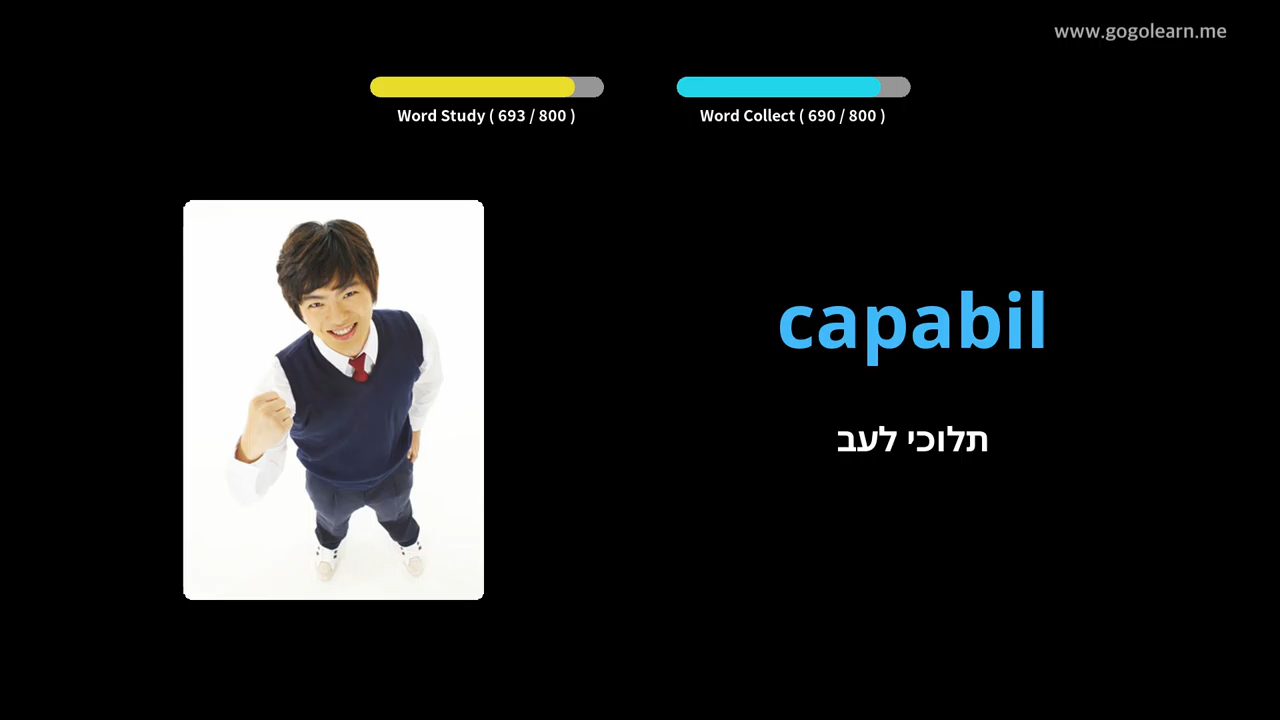 www.gogolearn.me
Word Study ( 693 / 800 )
Word Collect ( 690 / 800 )
capabil
תלוכי לעב